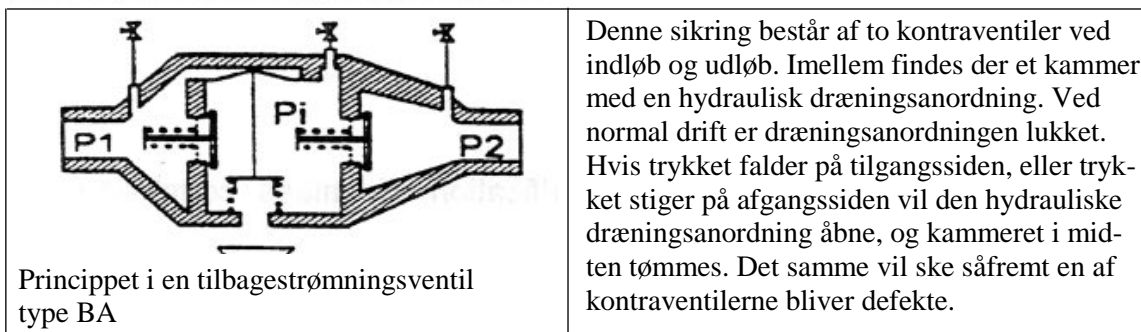 P1
Pi
P2
Princippet i en tilbagestrømningsventil
type BA
Denne sikring består af to kontraventiler ved
indløb og udløb. Imellem findes der et kammer
med en hydraulisk dræningsanordning. Ved
normal drift er dræningsanordningen lukket.
Hvis trykket falder på tilgangssiden, eller tryk-
ket stiger på afgangssiden vil den hydrauliske
dræningsanordning åbne, og kammeret i mid-
ten tømmes. Det samme vil ske såfremt en af
kontraventilerne bliver defekte.